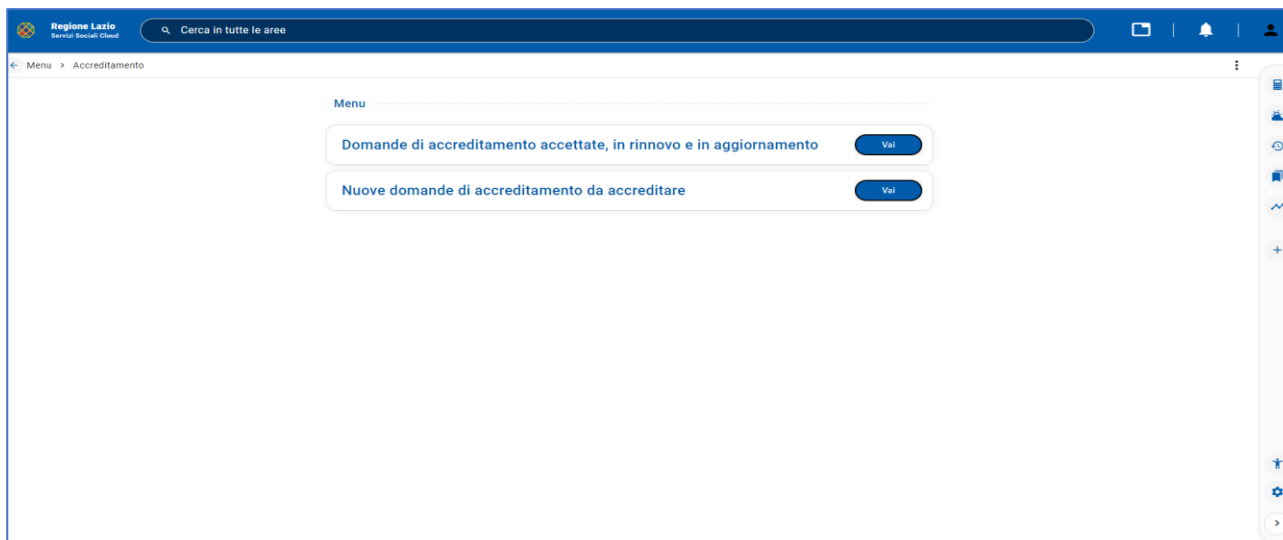 Regione Lazio
Servizi Sociali Cloud
Cerca in tutte le aree
Menu > Accreditamento
Menu
Domande di accreditamento accettate, in rinnovo e in aggiornamento
Vai
Nuove domande di accreditamento da accreditare
Vai